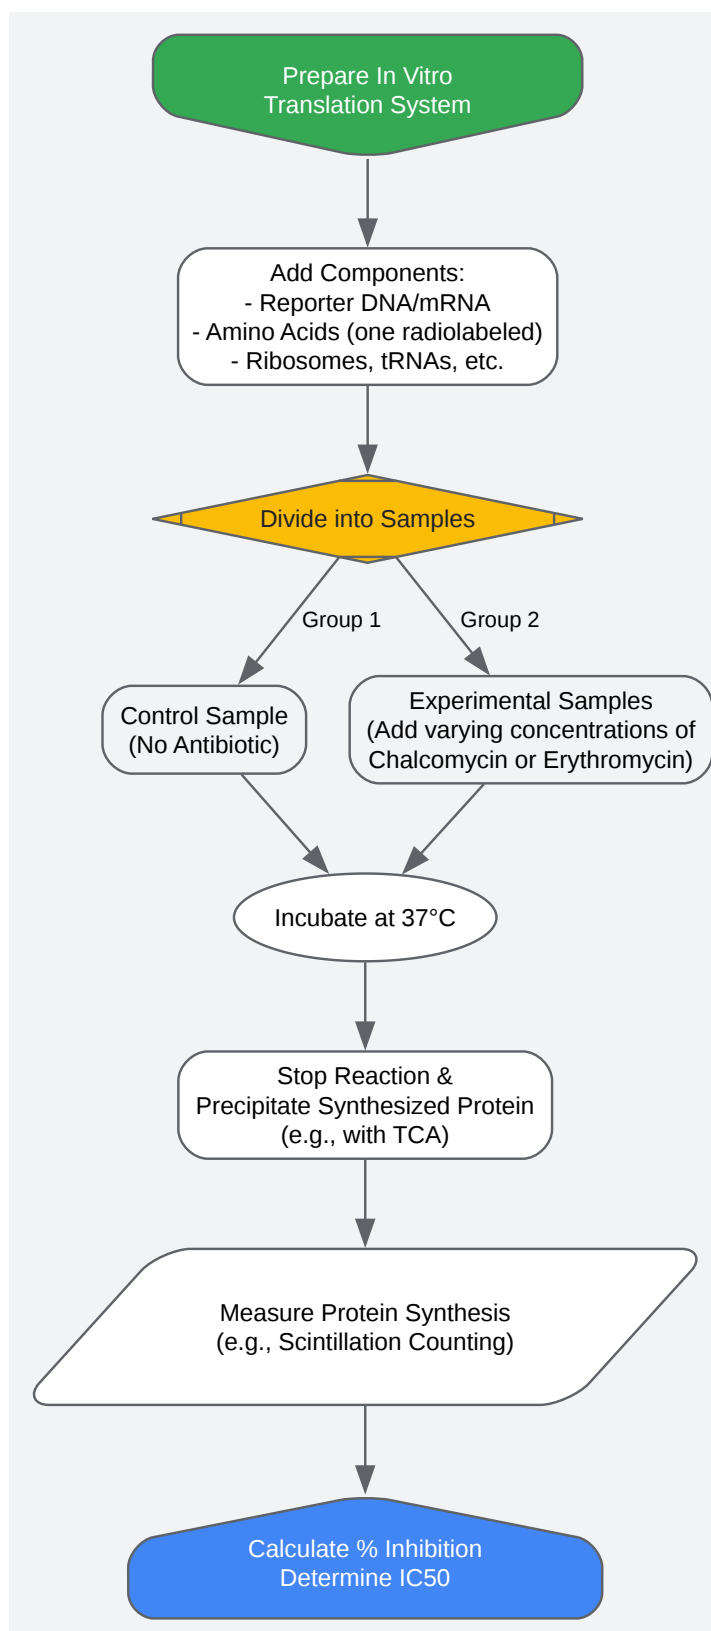 Prepare In Vitro
Translation System
Add Components:
- Reporter DNA/mRNA
- Amino Acids (one radiolabeled)
- Ribosomes, tRNAs, etc.
Divide into Samples
Group 1
Group 2
Control Sample
(No Antibiotic)
Experimental Samples
(Add varying concentrations of
Chalcomycin or Erythromycin)
Incubate at 37°C
Stop Reaction &
Precipitate Synthesized Protein
(e.g., with TCA)
Measure Protein Synthesis
(e.g., Scintillation Counting)
Calculate % Inhibition
Determine IC50